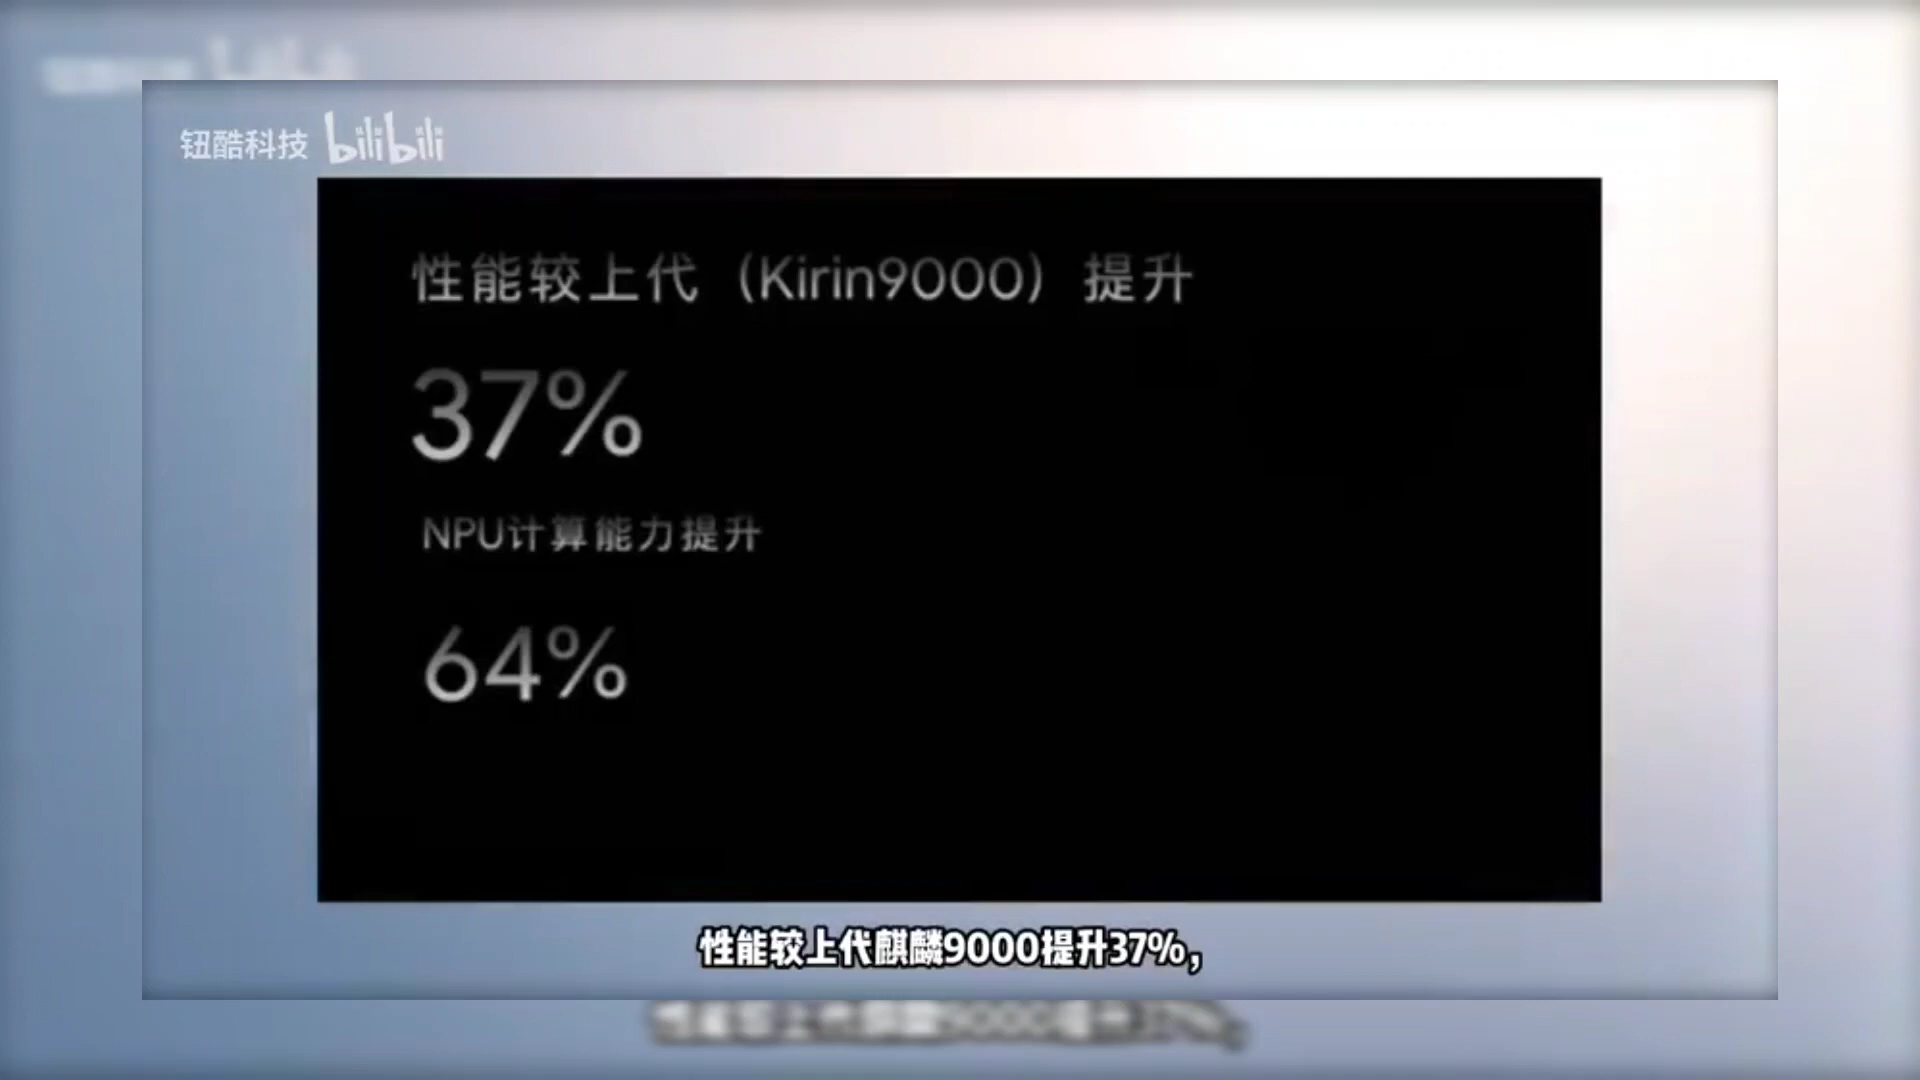 钮酷科技 bilibili
性能较上代（Kirin9000）提升
37%
NPU计算能力提升
64%
性能较上代麒麟9000提升37%，